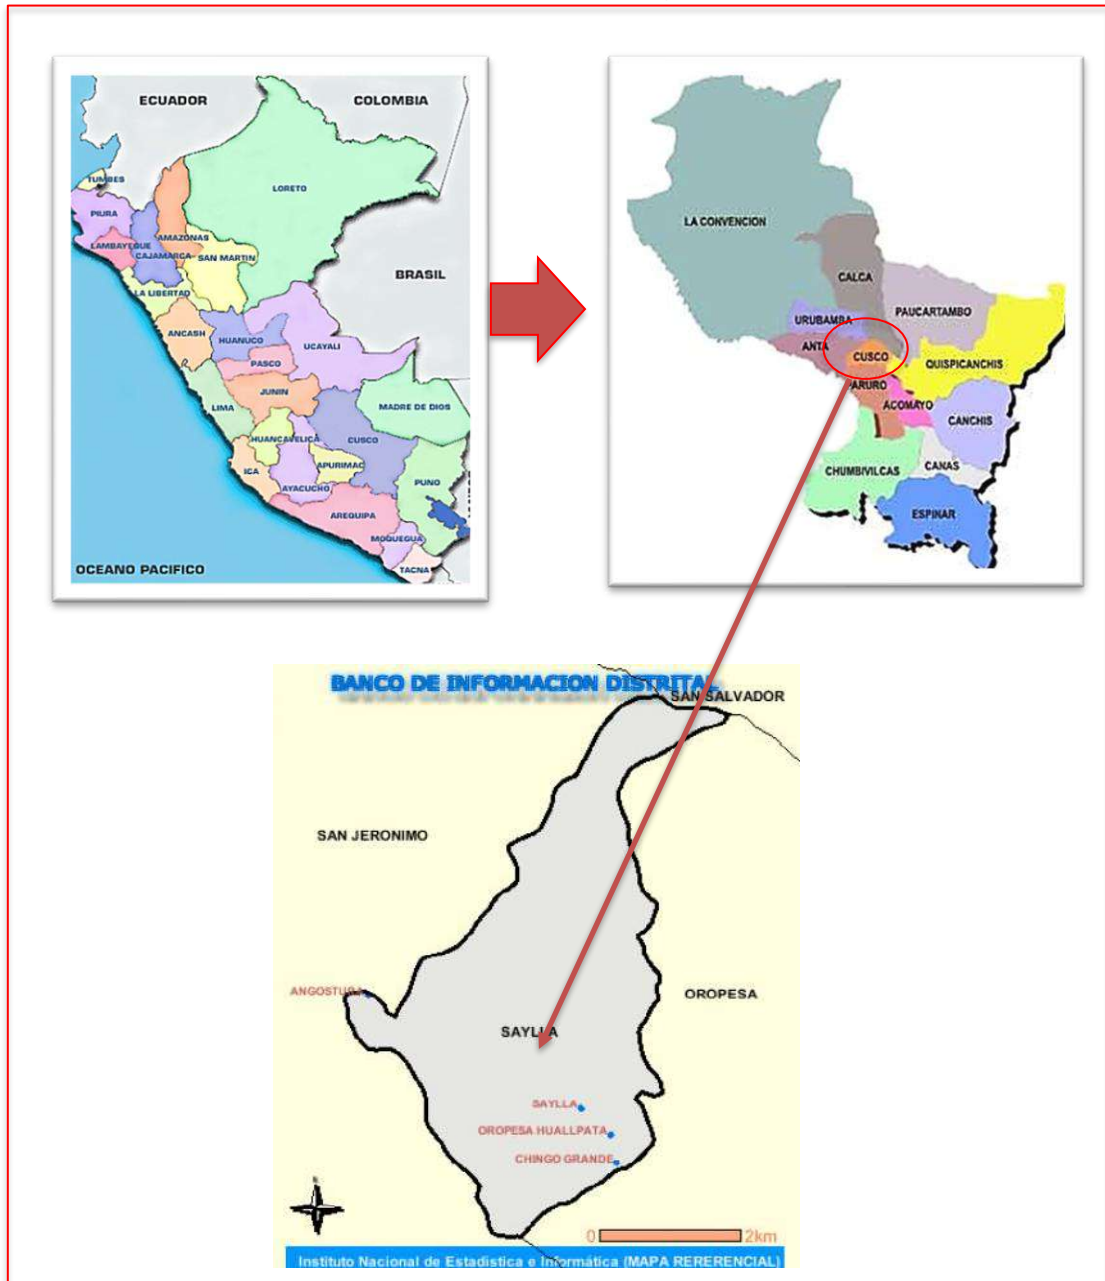 ECUADOR
COLOMBIA
TUMBES
LORETO
PIURA
AMAZONAS
LAMBAYEQUE
CAJAMARCA
SAN MARTIN
BRASIL
LA LIBERTAD
ANCASH
HUANUCO
UCAYALI
PASCO
JUNIN
LIMA
MADRE DE DIOS
HUANCAVELICA
CUSCO
ICA
APURIMAC
AYACUCHO
PUNO
AREQUIPA
MOQUEGUA
TACNA
OCEANO PACIFICO
LA CONVENCION
CALCA
PAUCARTAMBO
URUBAMBA
ANTA
CUSCO
QUISPICANCHIS
ARURO
ACOMAYO
CANCHIS
CHUMBIVILCAS
CANAS
ESPINAR
BANCO DE INFORMACION DISTRITAL
SAN SALVADOR
SAN JERONIMO
ANGOSTURA
OROPESA
SAYLLA
SAYLLA
OROPESA HUALLPATA
CHINGO GRANDE
0 2km
Instituto Nacional de Estadística e Informática (MAPA RERERENCIAL)